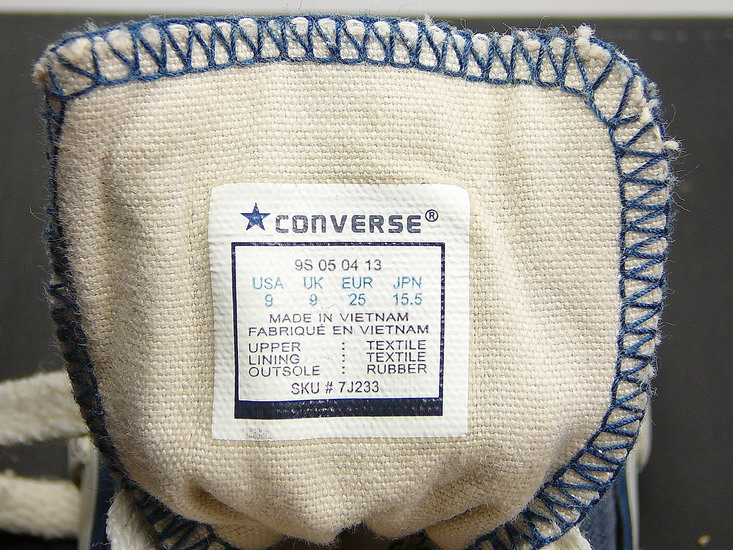 CONVERSE®
9S 05 04 13
USA UK EUR JPN
9 9 25 15.5
MADE IN VIETNAM
FABRIQUÉ EN VIETNAM
UPPER : TEXTILE
LINING : TEXTILE
OUTSOLE : RUBBER
SKU # 7J233